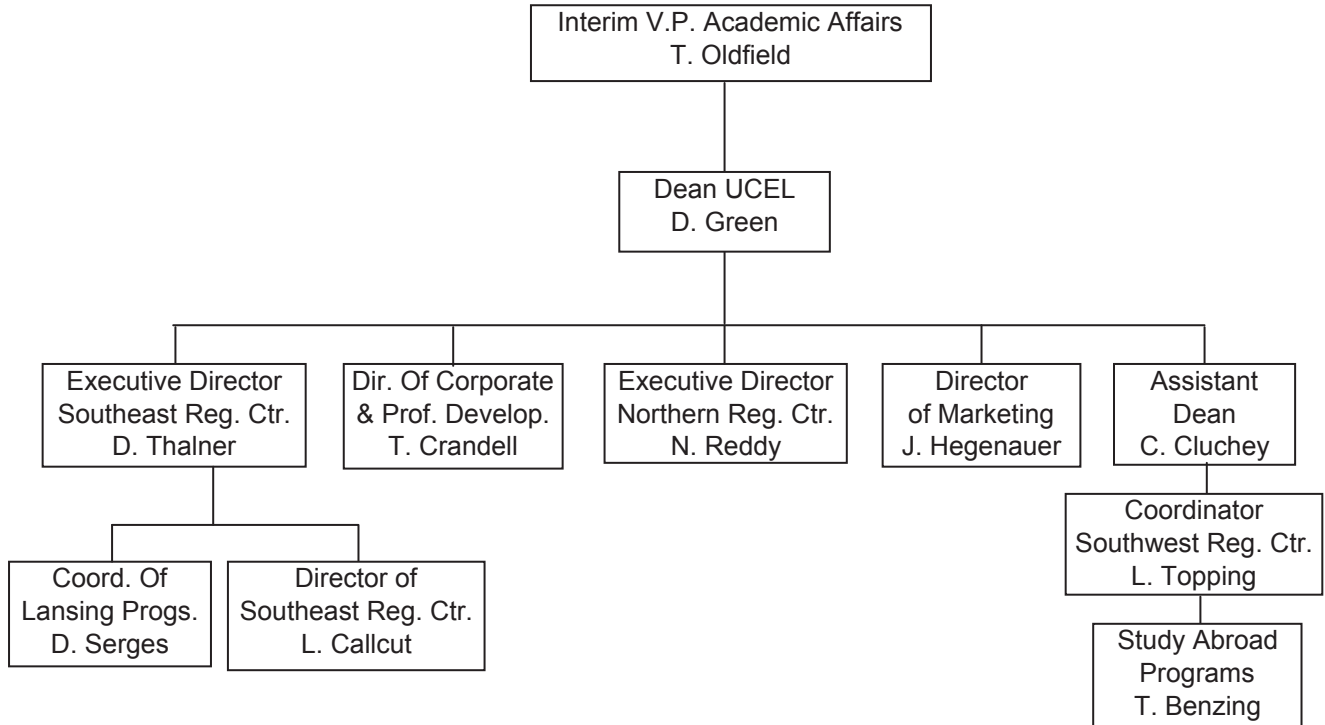 Interim V.P. Academic Affairs
T. Oldfield
Dean UCEL
D. Green
Executive Director
Southeast Reg. Ctr.
D. Thalner
Dir. Of Corporate
& Prof. Develop.
T. Crandell
Executive Director
Northern Reg. Ctr.
N. Reddy
Director
of Marketing
J. Hegenauer
Assistant
Dean
C. Cluchey
Coord. Of
Lansing Progs.
D. Serges
Director of
Southeast Reg. Ctr.
L. Callcut
Coordinator
Southwest Reg. Ctr.
L. Topping
Study Abroad
Programs
T. Benzing